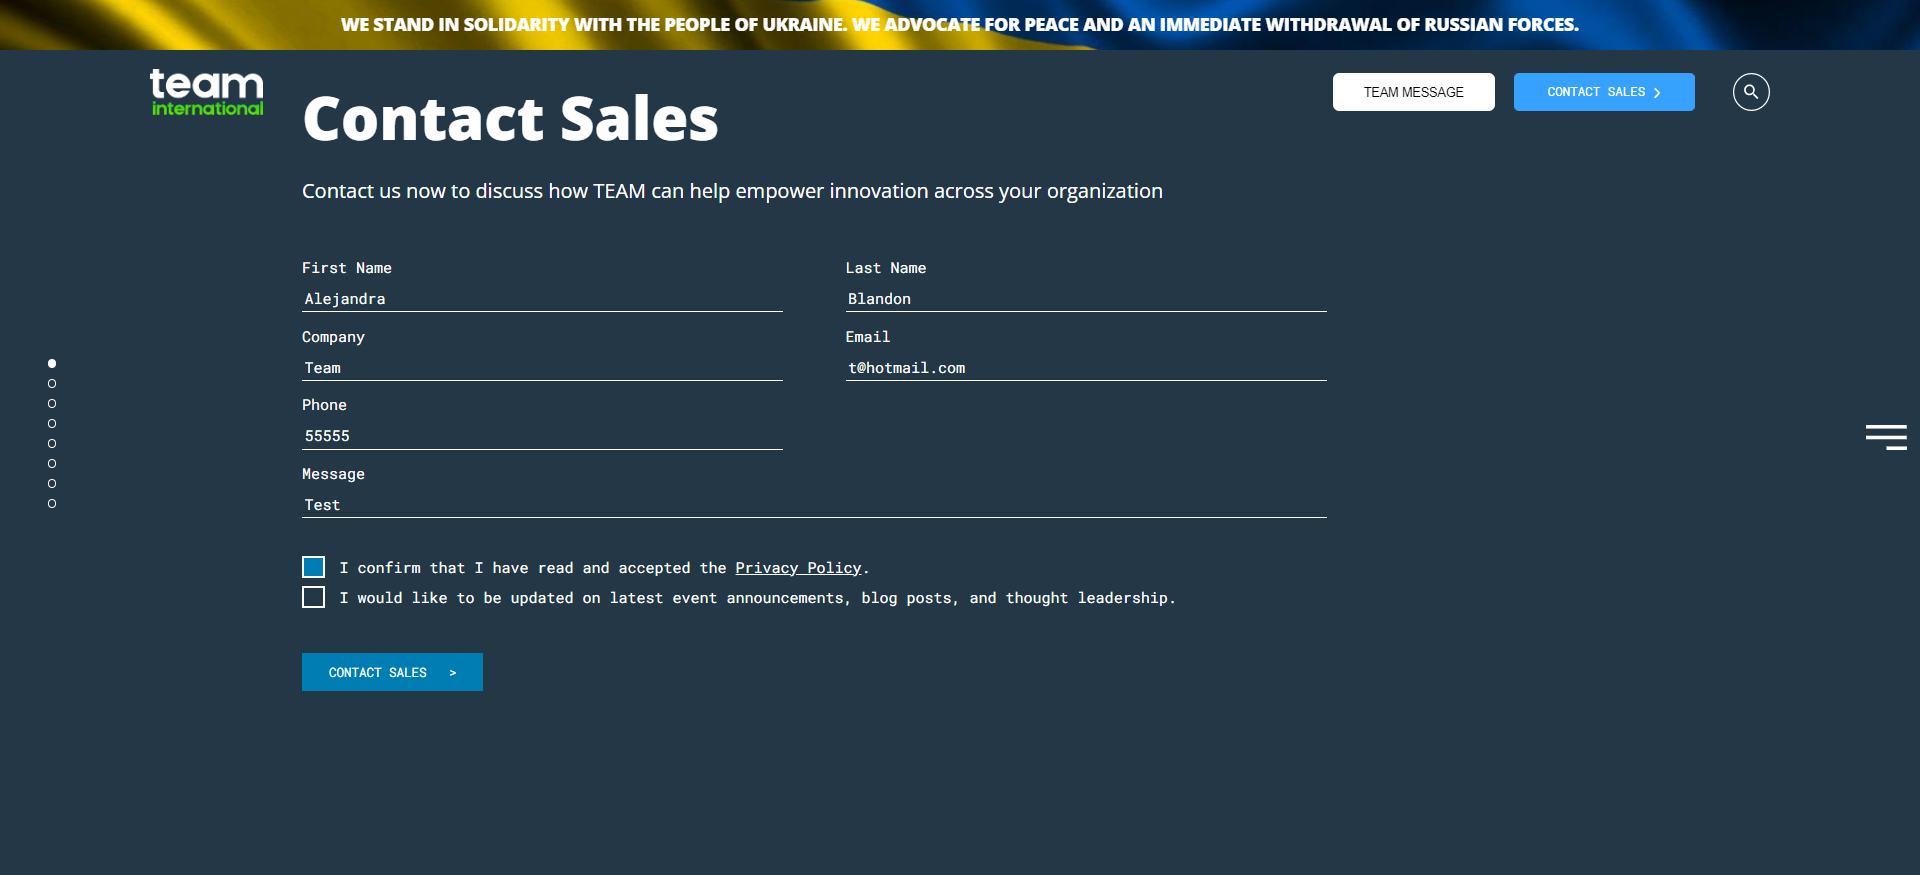 WE STAND IN SOLIDARITY WITH THE PEOPLE OF UKRAINE. WE ADVOCATE FOR PEACE AND AN IMMEDIATE WITHDRAWAL OF RUSSIAN FORCES.
team
international
TEAM MESSAGE
CONTACT SALES
Contact Sales
Contact us now to discuss how TEAM can help empower innovation across your organization
First Name
Last Name
Alejandra
Blandon
Company
Email
Team
t@hotmail.com
Phone
55555
Message
Test
I confirm that I have read and accepted the Privacy Policy.
I would like to be updated on latest event announcements, blog posts, and thought leadership.
CONTACT SALES >